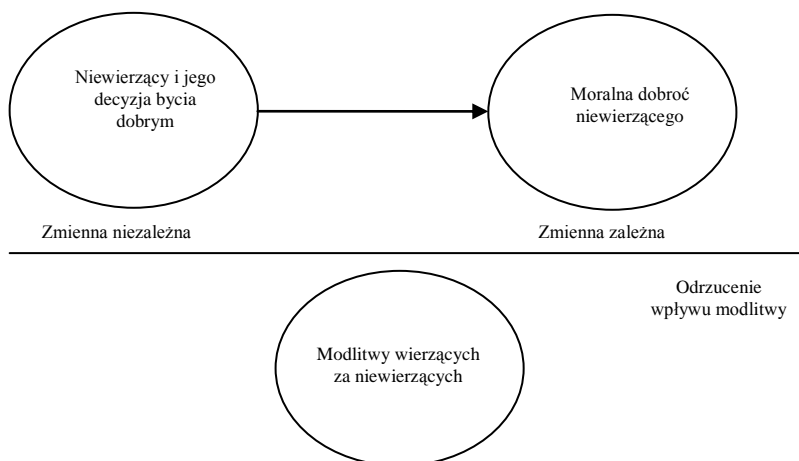 Niewierzący i jego
decyzja bycia
dobrym
Moralna dobroć
niewierzącego
Zmienna niezależna
Zmienna zależna
Odrzucenie
wpływu modlitwy
Modlitwy wierzących
za niewierzących